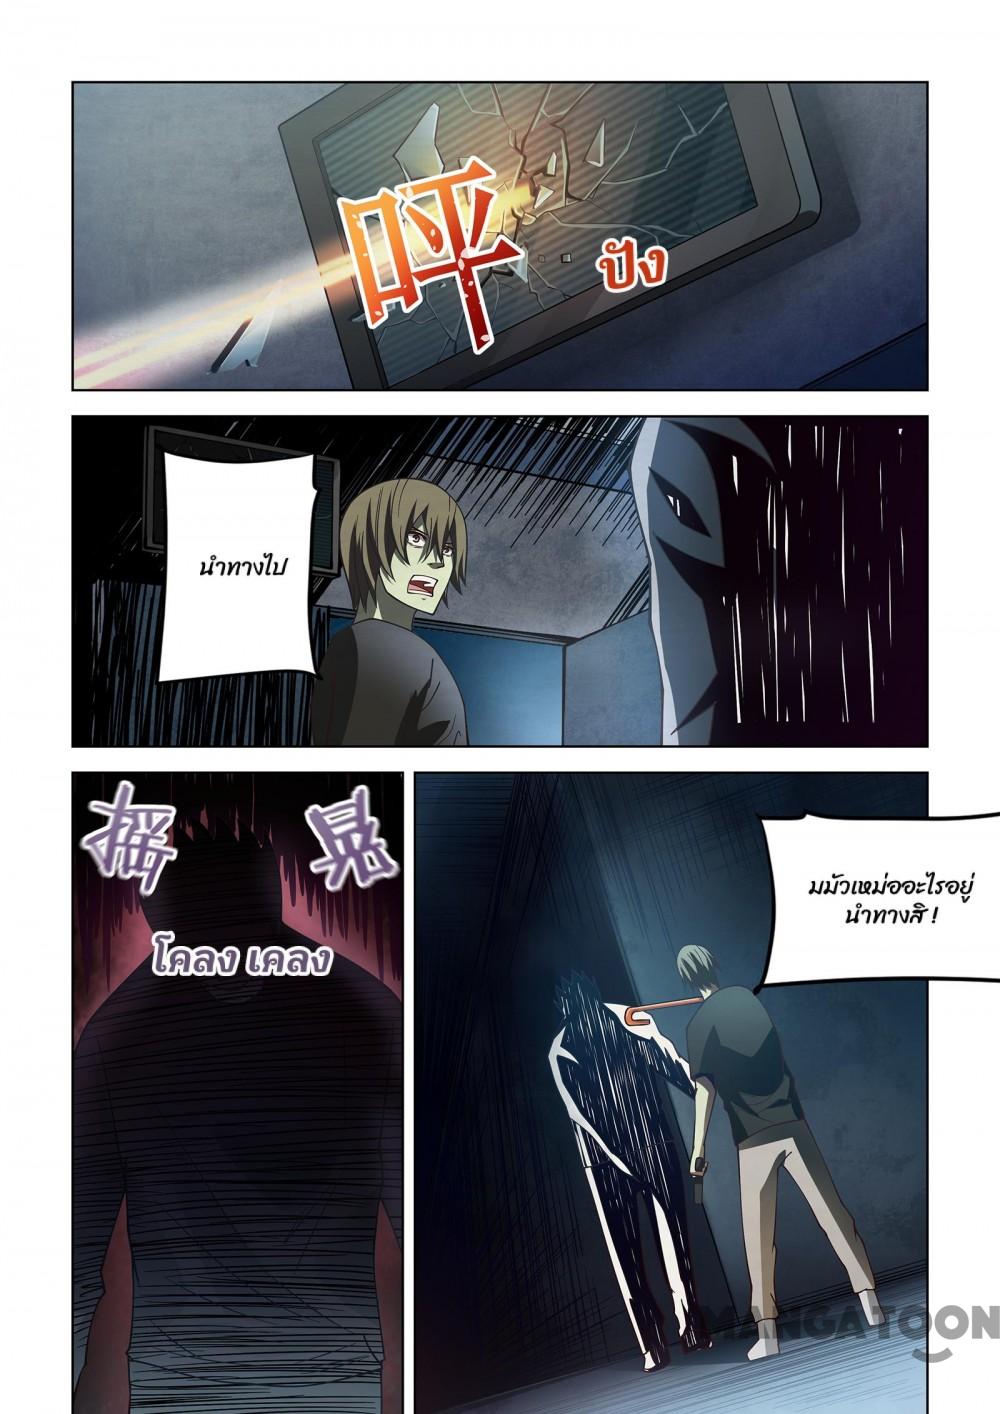 呯
ปัง
นำทางไป
摇 晃
โคลง เคลง
มมัวเหม่ออะไรอยู่
นำทางสิ !
MANGATOON